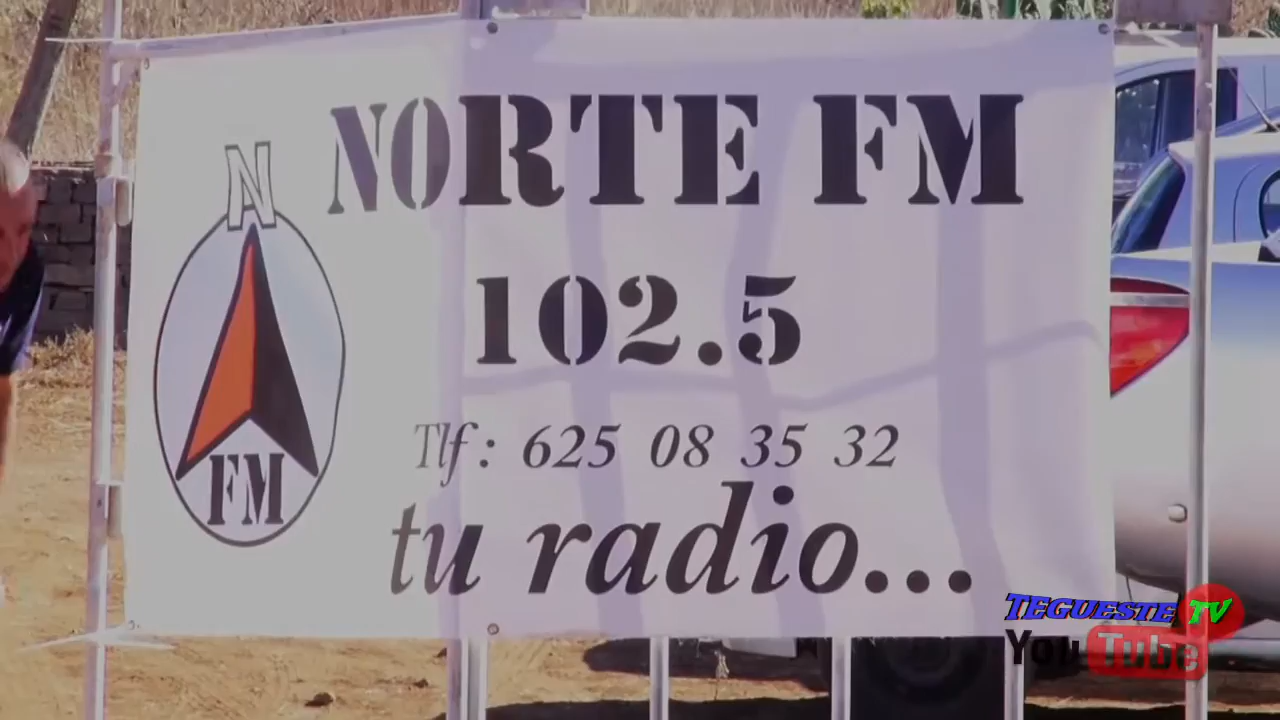 NORTE FM
102.5
Tlf: 625 08 35 32
tu radio...
N
FM
TEGUESTE TV
YouTube